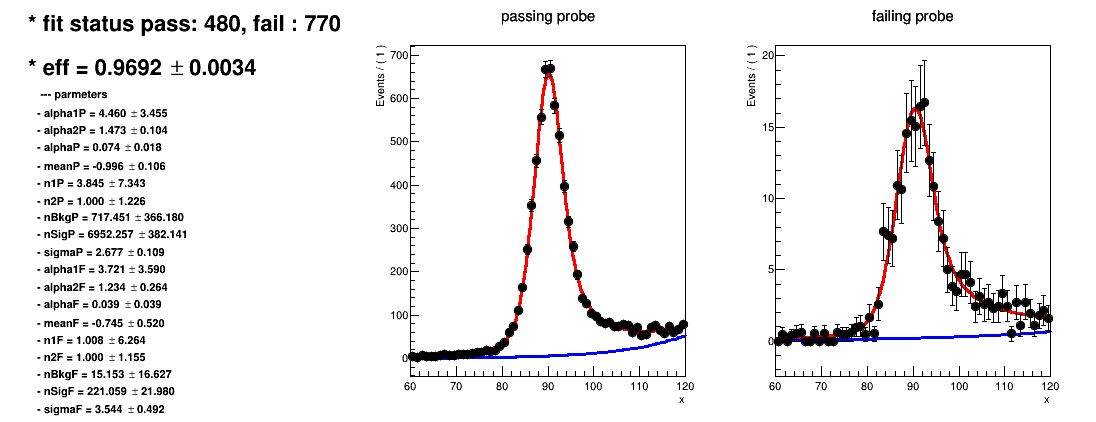 * fit status pass: 480, fail : 770
* eff = 0.9692 ± 0.0034
--- parmeters
- alpha1P = 4.460 ± 3.455
- alpha2P = 1.473 ± 0.104
- alphaP = 0.074 ± 0.018
- meanP = -0.996 ± 0.106
- n1P = 3.845 ± 7.343
- n2P = 1.000 ± 1.226
- nBkgP = 717.451 ± 366.180
- nSigP = 6952.257 ± 382.141
- sigmaP = 2.677 ± 0.109
- alpha1F = 3.721 ± 3.590
- alpha2F = 1.234 ± 0.264
- alphaF = 0.039 ± 0.039
- meanF = -0.745 ± 0.520
- n1F = 1.008 ± 6.264
- n2F = 1.000 ± 1.155
- nBkgF = 15.153 ± 16.627
- nSigF = 221.059 ± 21.980
- sigmaF = 3.544 ± 0.492
passing probe
Events / ( 1 )
700
600
500
400
300
200
100
0
60 70 80 90 100 110 120
x
failing probe
Events / ( 1 )
20
15
10
5
0
60 70 80 90 100 110 120
x